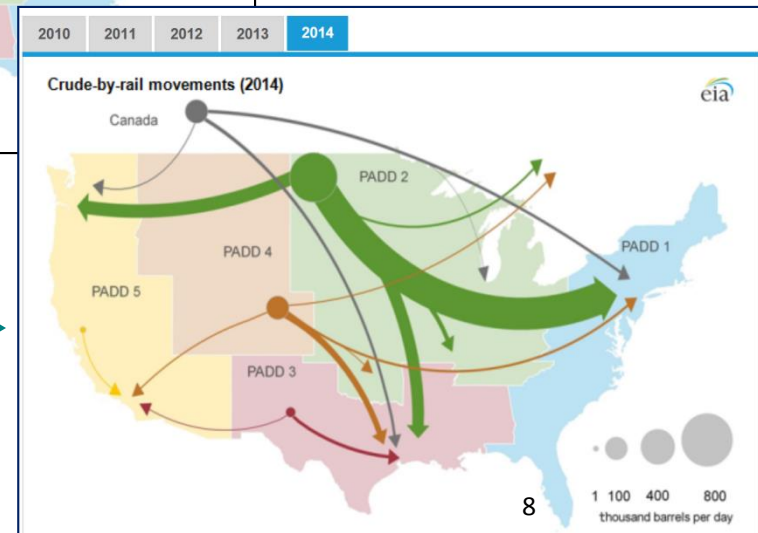 2010 2011 2012 2013 2014
Crude-by-rail movements (2014)
eia
Canada
PADD 2
PADD 1
PADD 4
PADD 5
PADD 3
8
1 100 400 800
thousand barrels per day